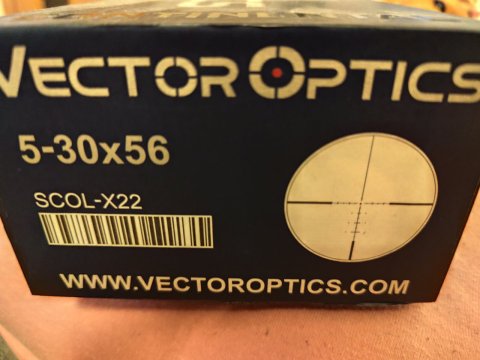 VECTOR OPTICS
5-30x56
SCOL-X22
WWW.VECTOROPTICS.COM